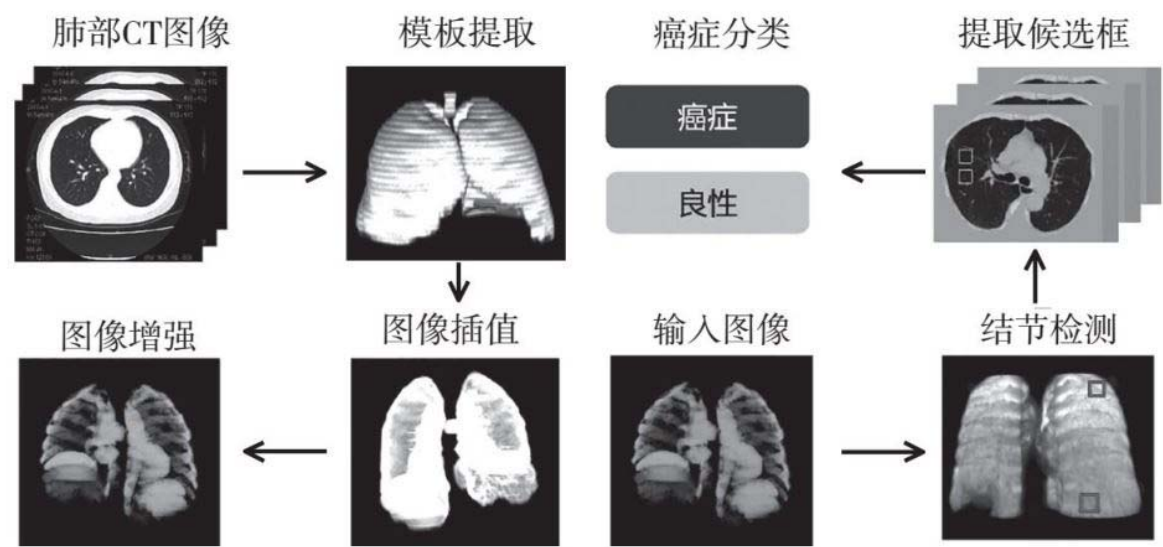 肺部CT图像
模板提取
癌症分类
提取候选框
癌症
良性
图像增强
图像插值
输入图像
结节检测